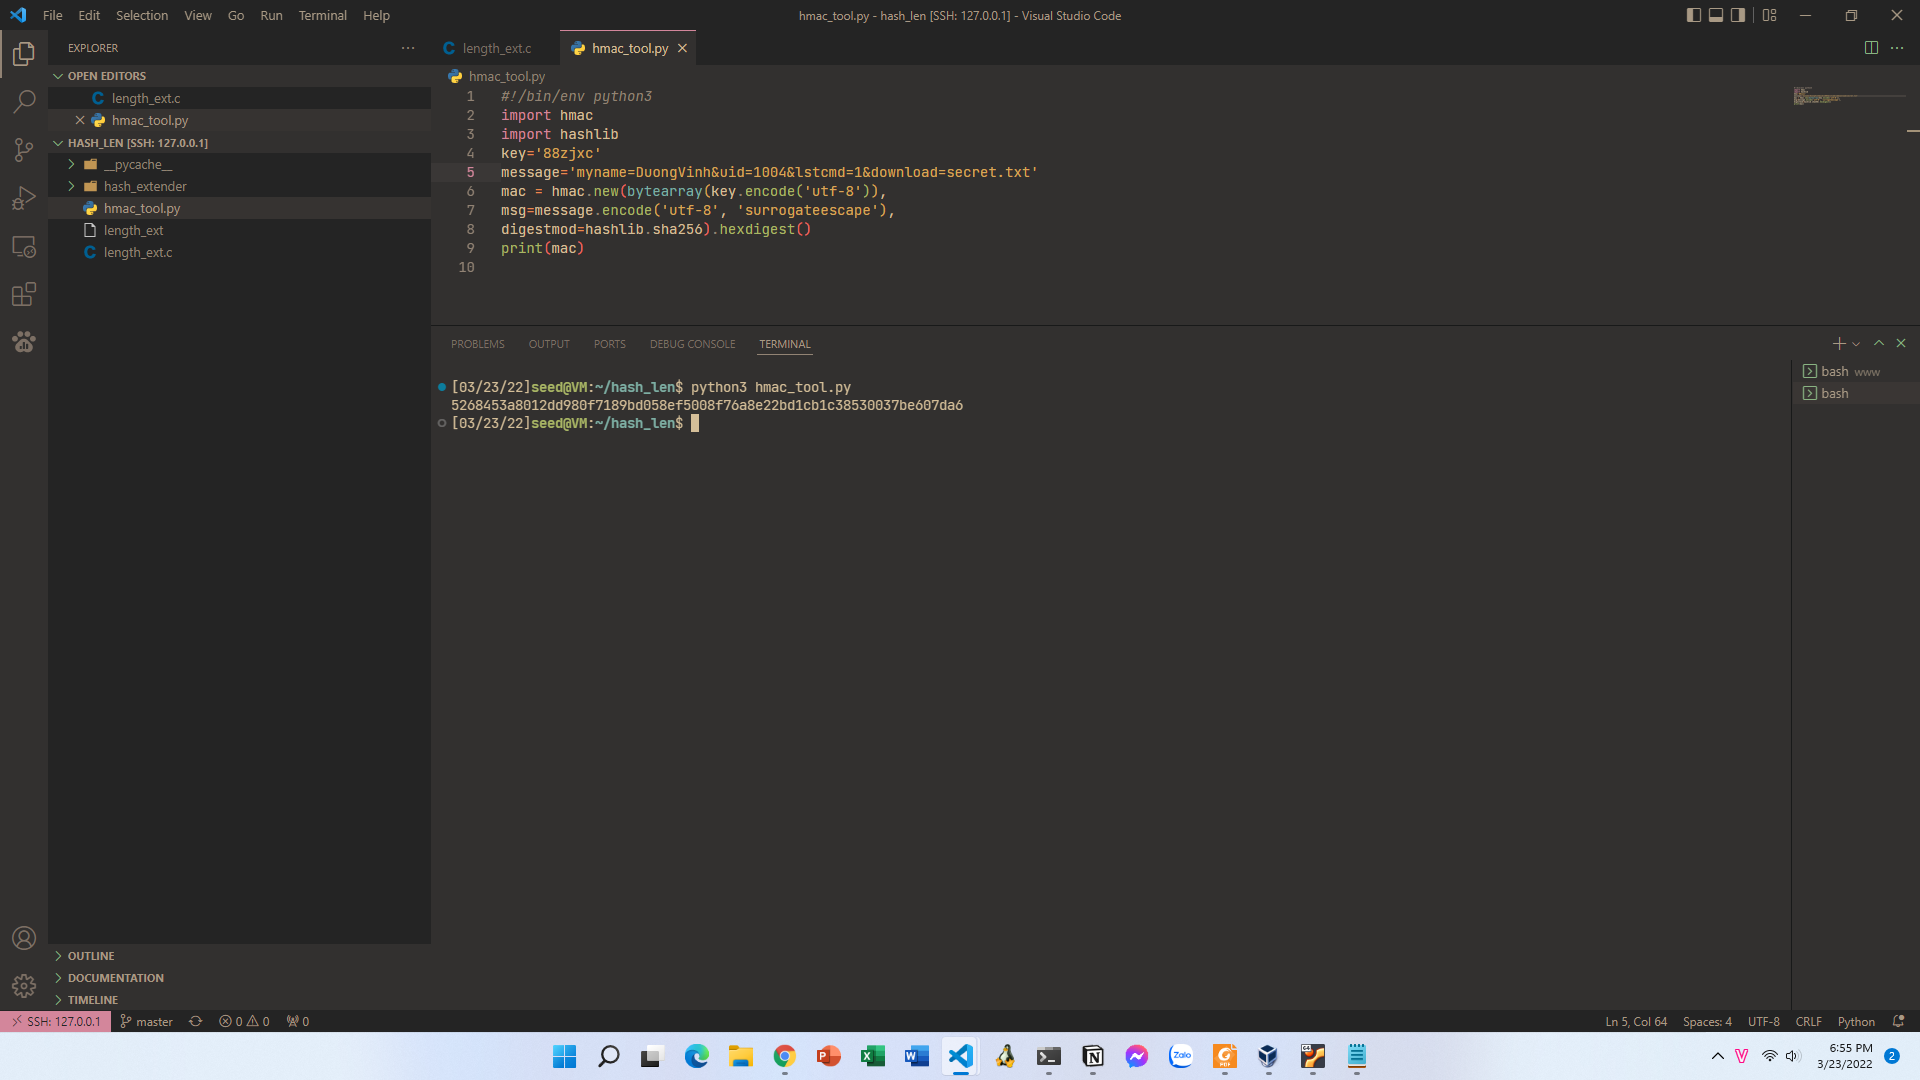 File Edit Selection View Go Run Terminal Help
hmac_tool.py - hash_len [SSH: 127.0.0.1] - Visual Studio Code
EXPLORER
OPEN EDITORS
length_ext.c
hmac_tool.py
HASH_LEN [SSH: 127.0.0.1]
__pycache__
hash_extender
hmac_tool.py
length_ext
length_ext.c
OUTLINE
DOCUMENTATION
TIMELINE
length_ext.c
hmac_tool.py
hmac_tool.py
1 #!/bin/env python3
2 import hmac
3 import hashlib
4 key='88zjxc'
5 message='myname=DuongVinh&uid=1004&lstcmd=1&download=secret.txt'
6 mac = hmac.new(bytearray(key.encode('utf-8')),
7 msg=message.encode('utf-8', 'surrogateescape'),
8 digestmod=hashlib.sha256).hexdigest()
9 print(mac)
10
PROBLEMS OUTPUT PORTS DEBUG CONSOLE TERMINAL
[03/23/22]seed@VM:~/hash_len$ python3 hmac_tool.py
5268453a8012dd980f7189bd058ef5008f76a8e22bd1cb1c38530037be607da6
[03/23/22]seed@VM:~/hash_len$
bash www
bash
SSH: 127.0.0.1 master 0 0 0
Ln 5, Col 64 Spaces: 4 UTF-8 CRLF Python
6:55 PM
3/23/2022
2